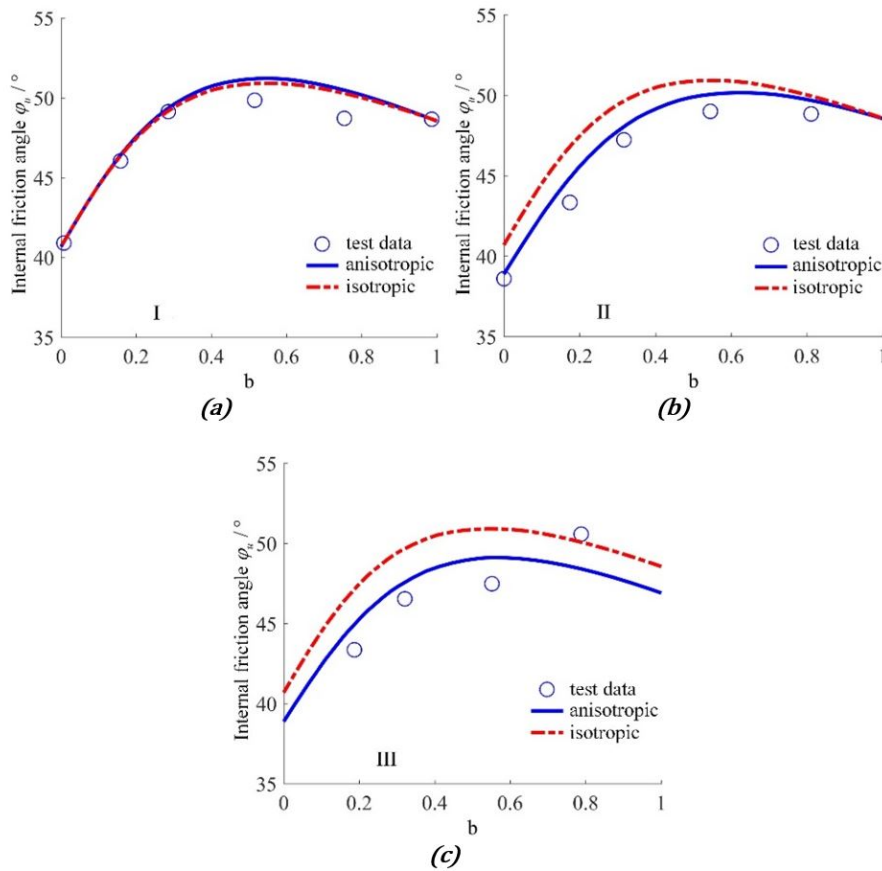 Internal friction angle φᵤ / °
55
50
45
40
35
test data
anisotropic
isotropic
I
0 0.2 0.4 0.6 0.8 1
b
(a)
Internal friction angle φᵤ / °
55
50
45
40
35
test data
anisotropic
isotropic
II
0 0.2 0.4 0.6 0.8 1
b
(b)
Internal friction angle φᵤ / °
55
50
45
40
35
test data
anisotropic
isotropic
III
0 0.2 0.4 0.6 0.8 1
b
(c)